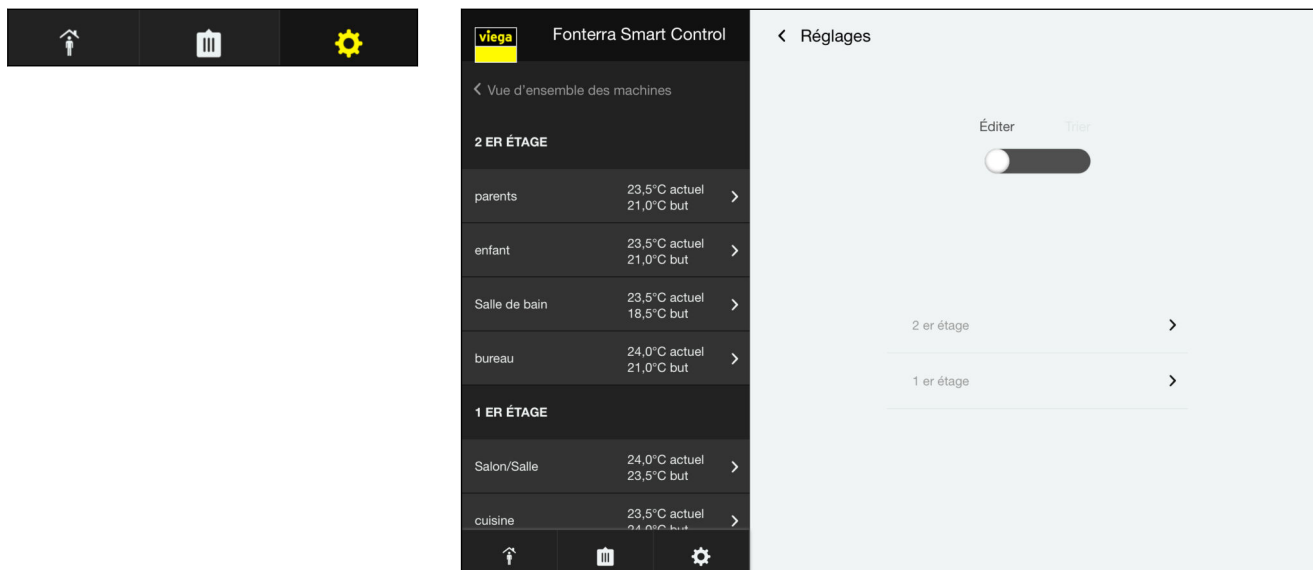 viega
Fonterra Smart Control
Vue d'ensemble des machines
2 ER ÉTAGE
parents
23,5°C actuel
21,0°C but
enfant
23,5°C actuel
21,0°C but
Salle de bain
23,5°C actuel
18,5°C but
bureau
24,0°C actuel
21,0°C but
1 ER ÉTAGE
Salon/Salle
24,0°C actuel
23,5°C but
cuisine
23,5°C actuel
24,0°C but
Réglages
Éditer
Trier
2 er étage
1 er étage